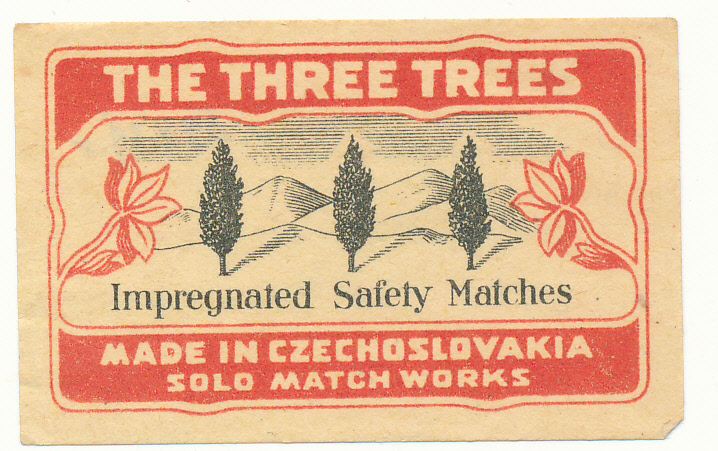 THE THREE TREES
Impregnated Safety Matches
MADE IN CZECHOSLOVAKIA
SOLO MATCH WORKS